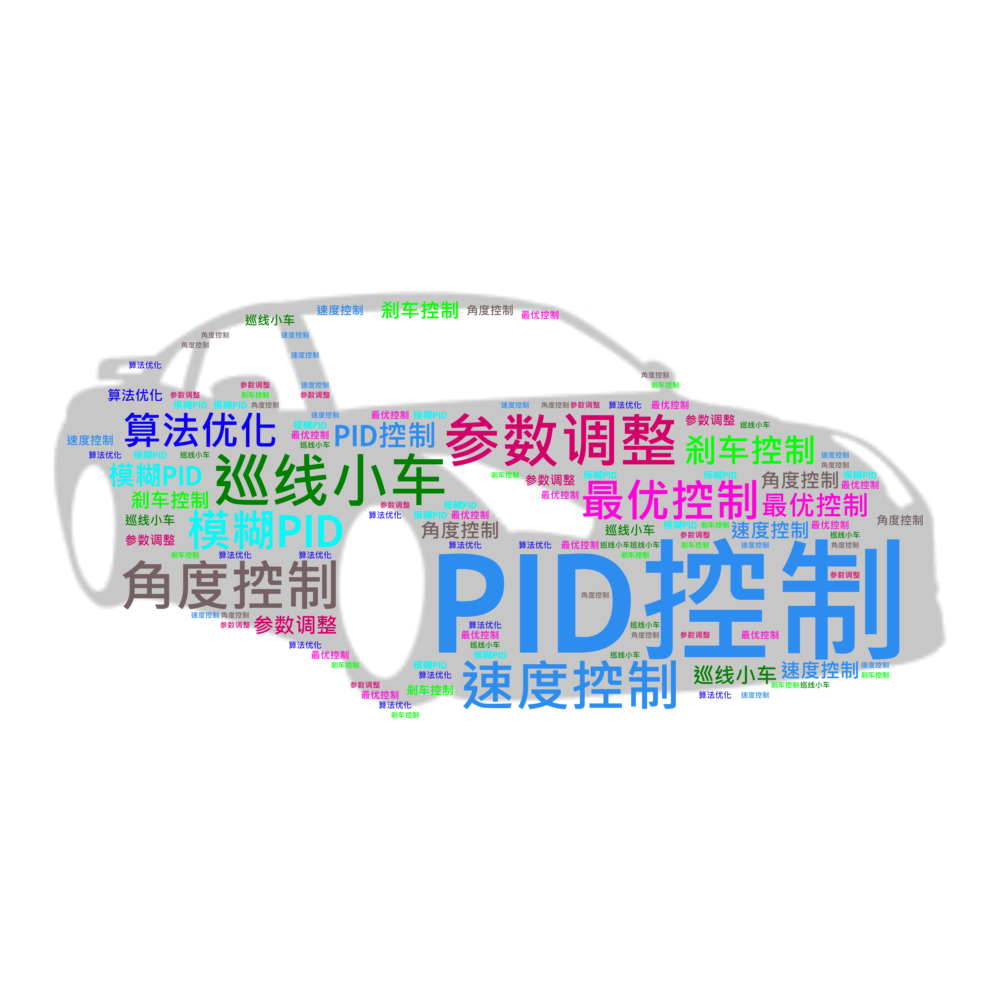 速度控制 刹车控制 角度控制 最优控制
巡线小车
角度控制 速度控制
角度控制
速度控制
算法优化
角度控制
参数调整 速度控制 刹车控制
算法优化 参数调整 刹车控制 参数调整
模糊PID 模糊PID 角度控制 速度控制 角度控制 参数调整 算法优化 最优控制
速度控制 最优控制 模糊PID
参数调整 巡线小车
模糊PID
算法优化 最优控制 PID控制 参数调整
速度控制 巡线小车 刹车控制
算法优化 模糊PID 巡线小车 速度控制
角度控制
模糊PID 巡线小车 刹车控制 参数调整 模糊PID 模糊PID 角度控制 模糊PID
最优控制
刹车控制 最优控制 最优控制 最优控制
参数调整 模糊PID
算法优化 模糊PID 最优控制
巡线小车 角度控制
模糊PID 角度控制 巡线小车 模糊PID 刹车控制 速度控制 最优控制
参数调整 参数调整 巡线小车
算法优化 算法优化 最优控制 巡线小车 巡线小车 刹车控制 速度控制 角度控制
刹车控制 算法优化 算法优化 刹车控制
角度控制 PID控制
参数调整
角度控制
速度控制 角度控制
参数调整 参数调整 算法优化 巡线小车
最优控制 角度控制 参数调整 最优控制
算法优化 巡线小车
最优控制 模糊PID 巡线小车
刹车控制 模糊PID 速度控制 速度控制
算法优化 速度控制 巡线小车 刹车控制
参数调整 刹车控制 刹车控制 巡线小车
最优控制 算法优化 速度控制
算法优化
刹车控制